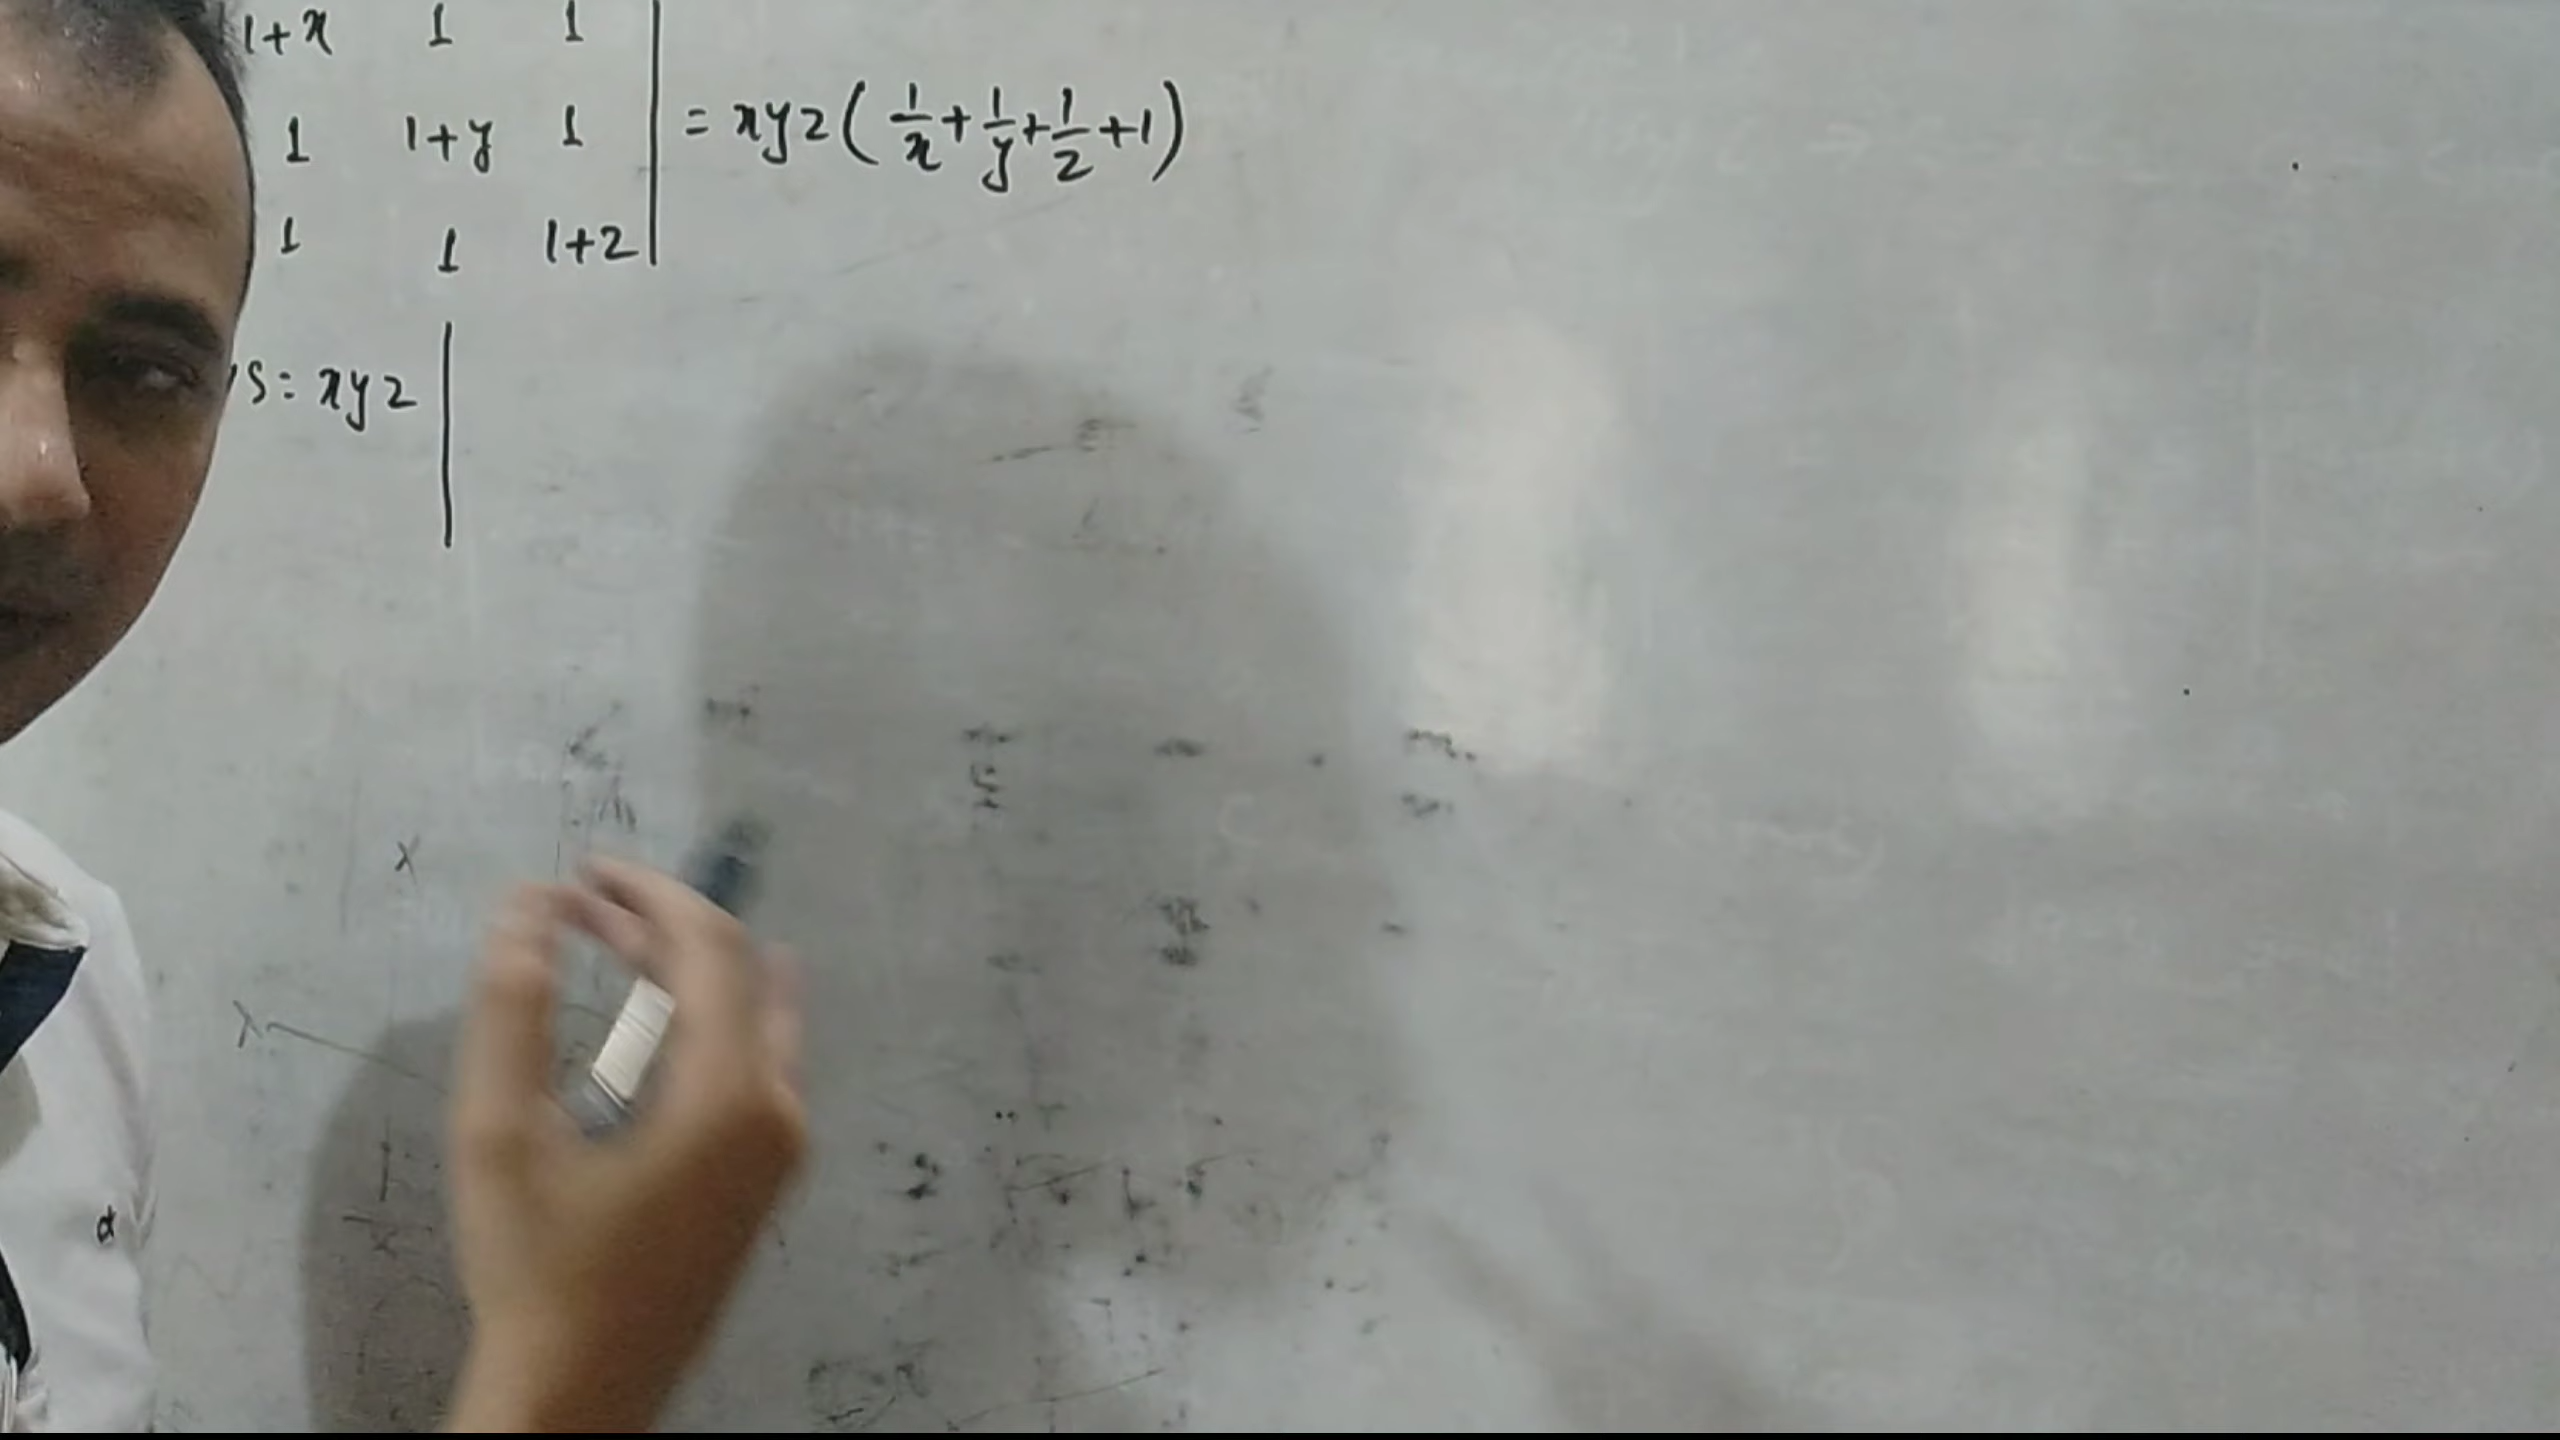 1+x 1 1
1 1+y 1 = xyz(1/x+1/y+1/z+1)
1 1 1+z
S: xyz